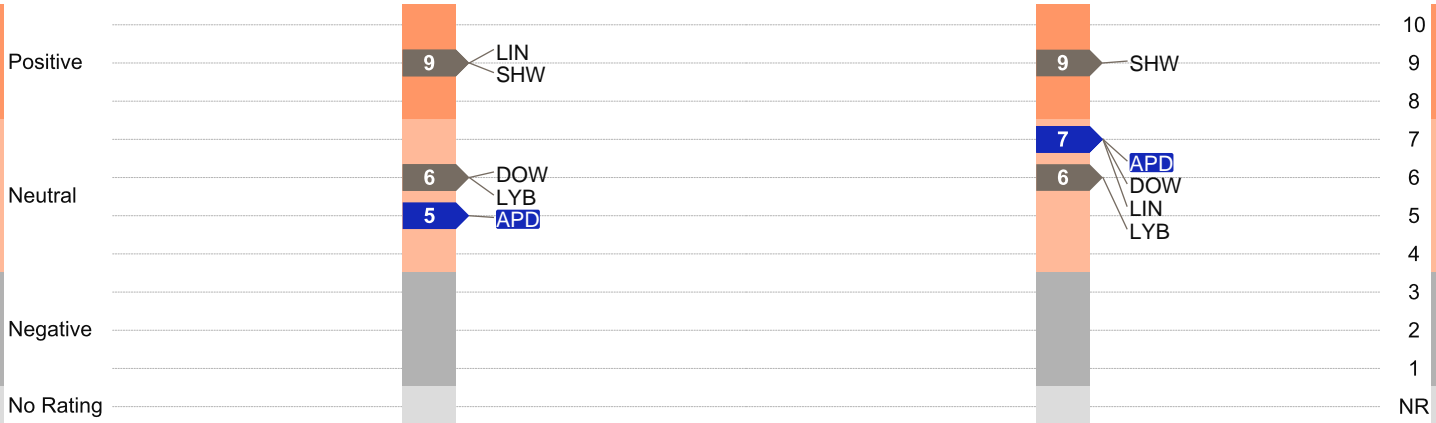 10
Positive
9
LIN
SHW
9
SHW
9
8
7
7
6
DOW
LYB
APD
DOW
LIN
LYB
6
6
Neutral
5
APD
5
4
3
Negative
2
1
No Rating
NR